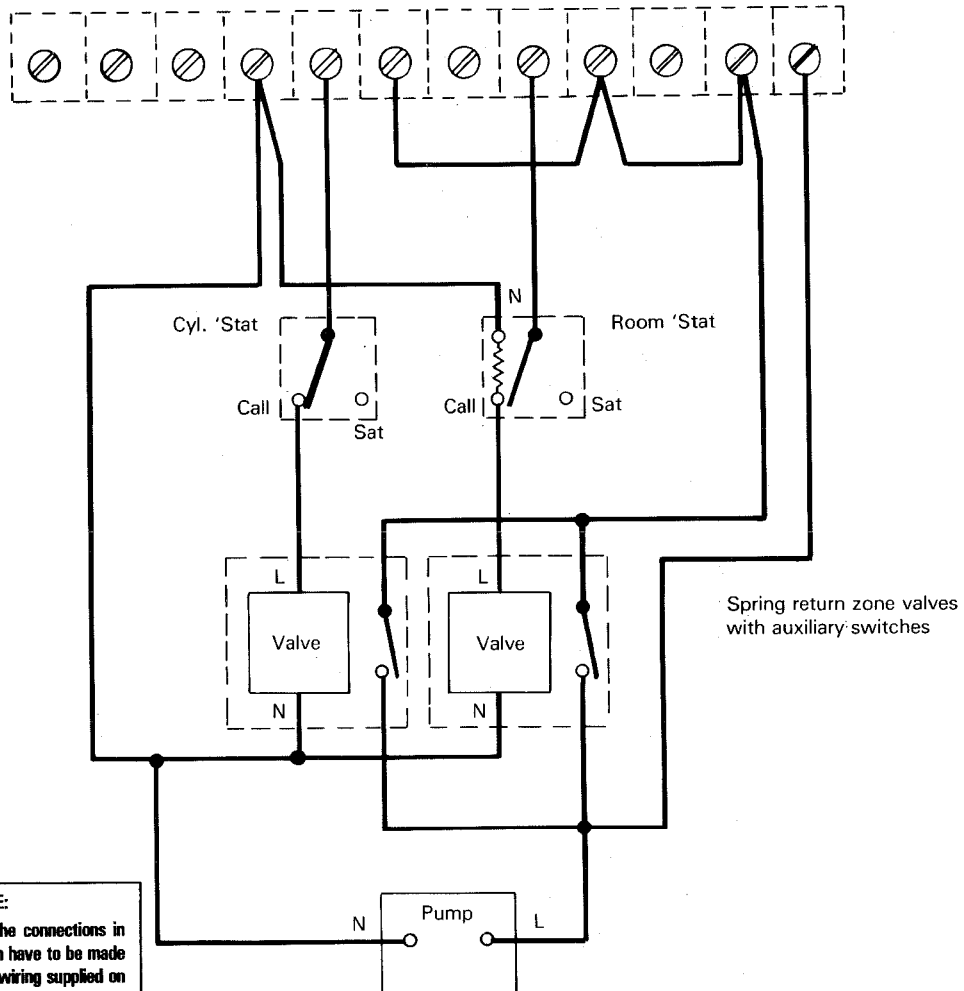 N
Cyl. 'Stat
Room 'Stat
Call
Sat
Call
Sat
L
L
Valve
Valve
Spring return zone valves
with auxiliary switches
N
N
he connections in
have to be made
wiring supplied on
N
Pump
L